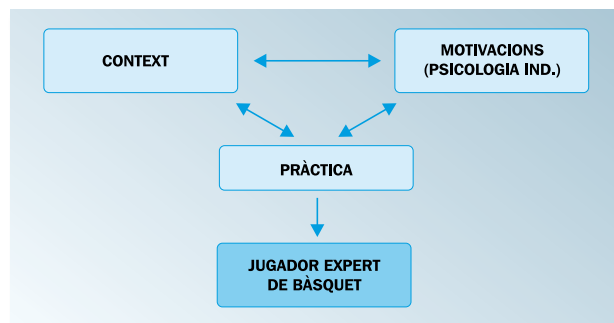 CONTEXT
MOTIVACIONS
(PSICOLOGIA IND.)
PRÀCTICA
JUGADOR EXPERT
DE BÀSQUET